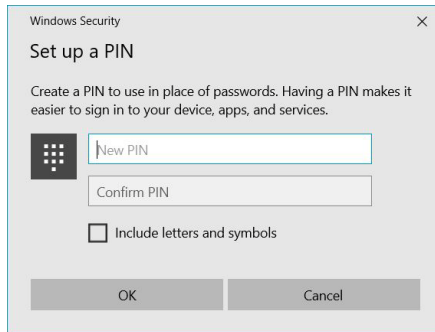 Windows Security
Set up a PIN
Create a PIN to use in place of passwords. Having a PIN makes it
easier to sign in to your device, apps, and services.
New PIN
Confirm PIN
Include letters and symbols
OK Cancel